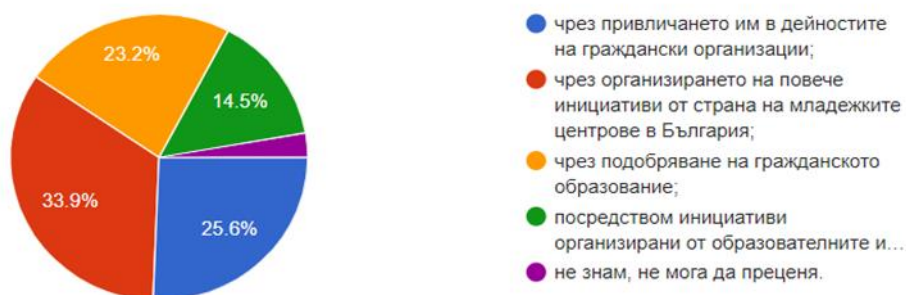 23.2%
14.5%
33.9%
25.6%
чрез привличането им в дейностите
на граждански организации;
чрез организирането на повече
инициативи от страна на младежките
центрове в България;
чрез подобряване на гражданското
образование;
посредством инициативи
организирани от образователните и…
не знам, не мога да преценя.